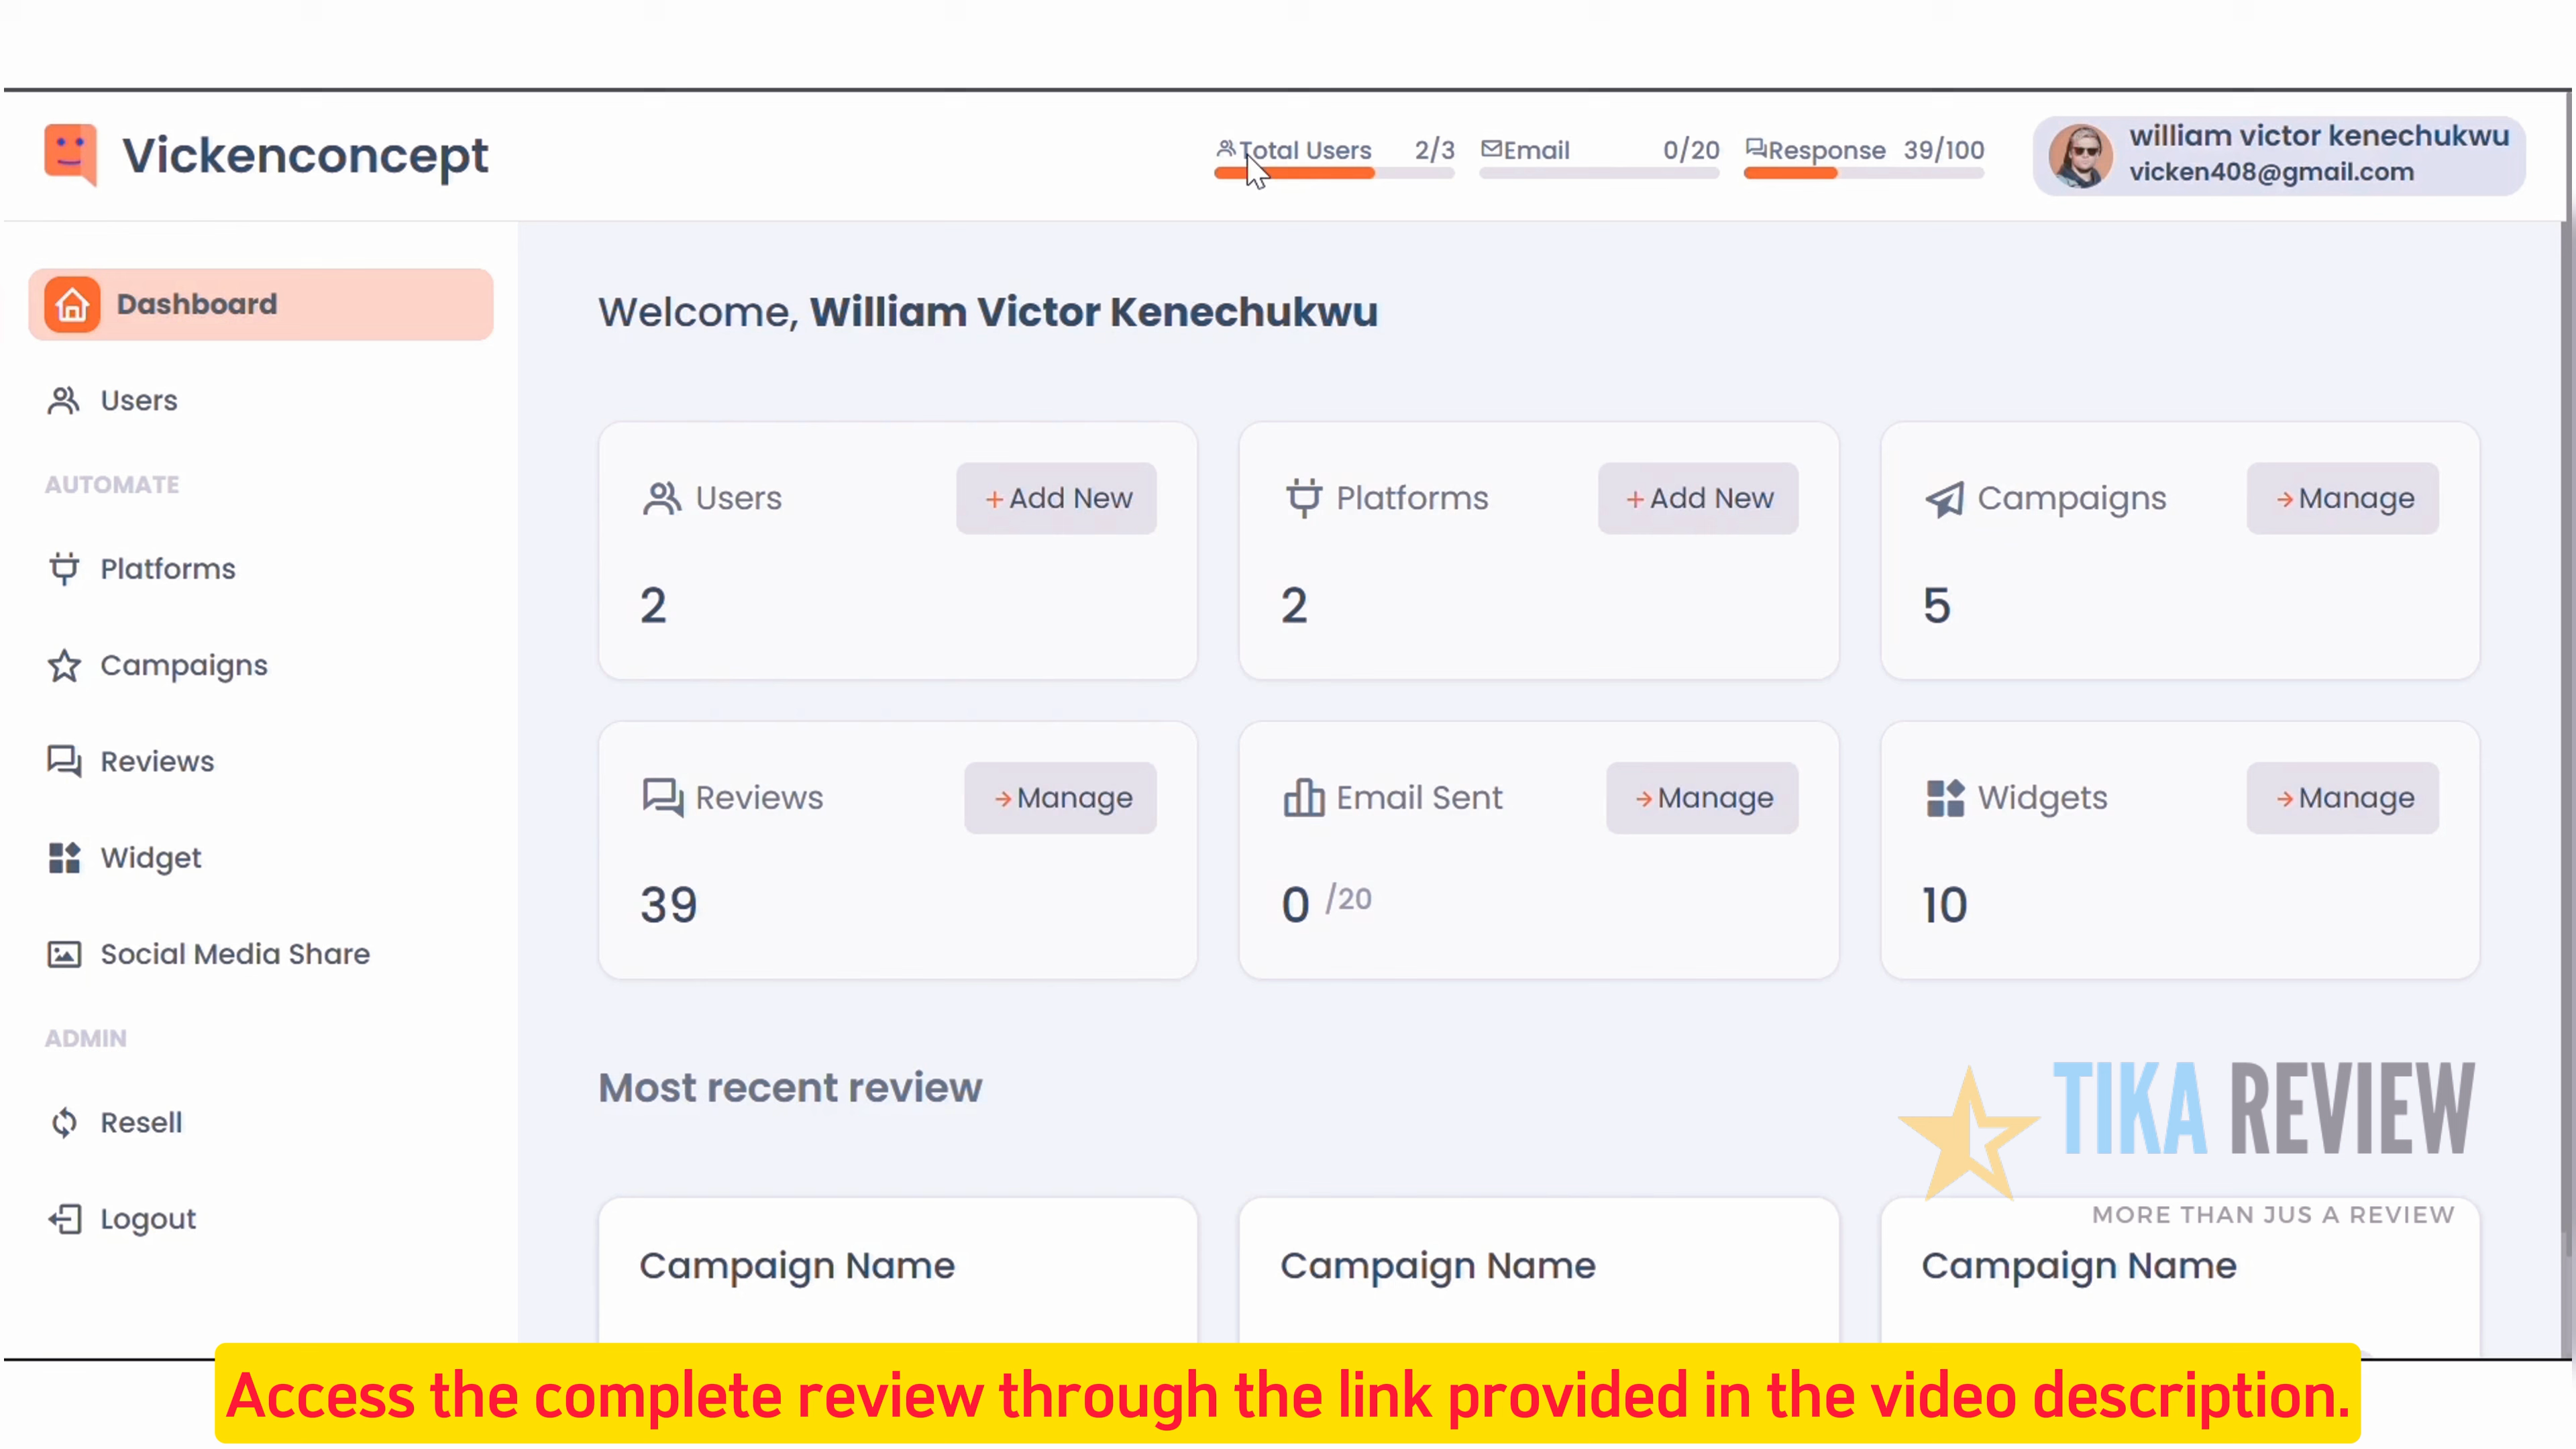 Vickenconcept
Total Users 2/3
Email 0/20
Response 39/100
william victor kenechukwu
vicken408@gmail.com
Dashboard
Users
AUTOMATE
Platforms
Campaigns
Reviews
Widget
Social Media Share
ADMIN
Resell
Logout
Welcome, William Victor Kenechukwu
Users + Add New
2
Platforms + Add New
2
Campaigns → Manage
5
Reviews → Manage
39
Email Sent → Manage
0 /20
Widgets → Manage
10
Most recent review
TIKA REVIEW
MORE THAN JUS A REVIEW
Campaign Name
Campaign Name
Campaign Name
Access the complete review through the link provided in the video description.